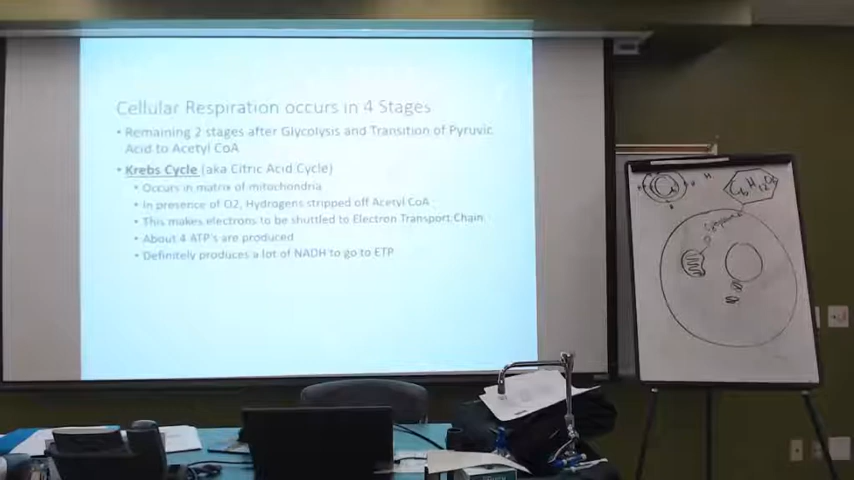 Cellular Respiration occurs in 4 Stages
• Remaining 2 stages after Glycolysis and Transition of Pyruvic
Acid to Acetyl CoA
• Krebs Cycle (aka Citric Acid Cycle)
• Occurs in matrix of mitochondria
• In presence of O2, Hydrogens stripped off Acetyl CoA
• This makes electrons to be shuttled to Electron Transport Chain
• About 4 ATP's are produced
• Definitely produces a lot of NADH to go to ETP
H